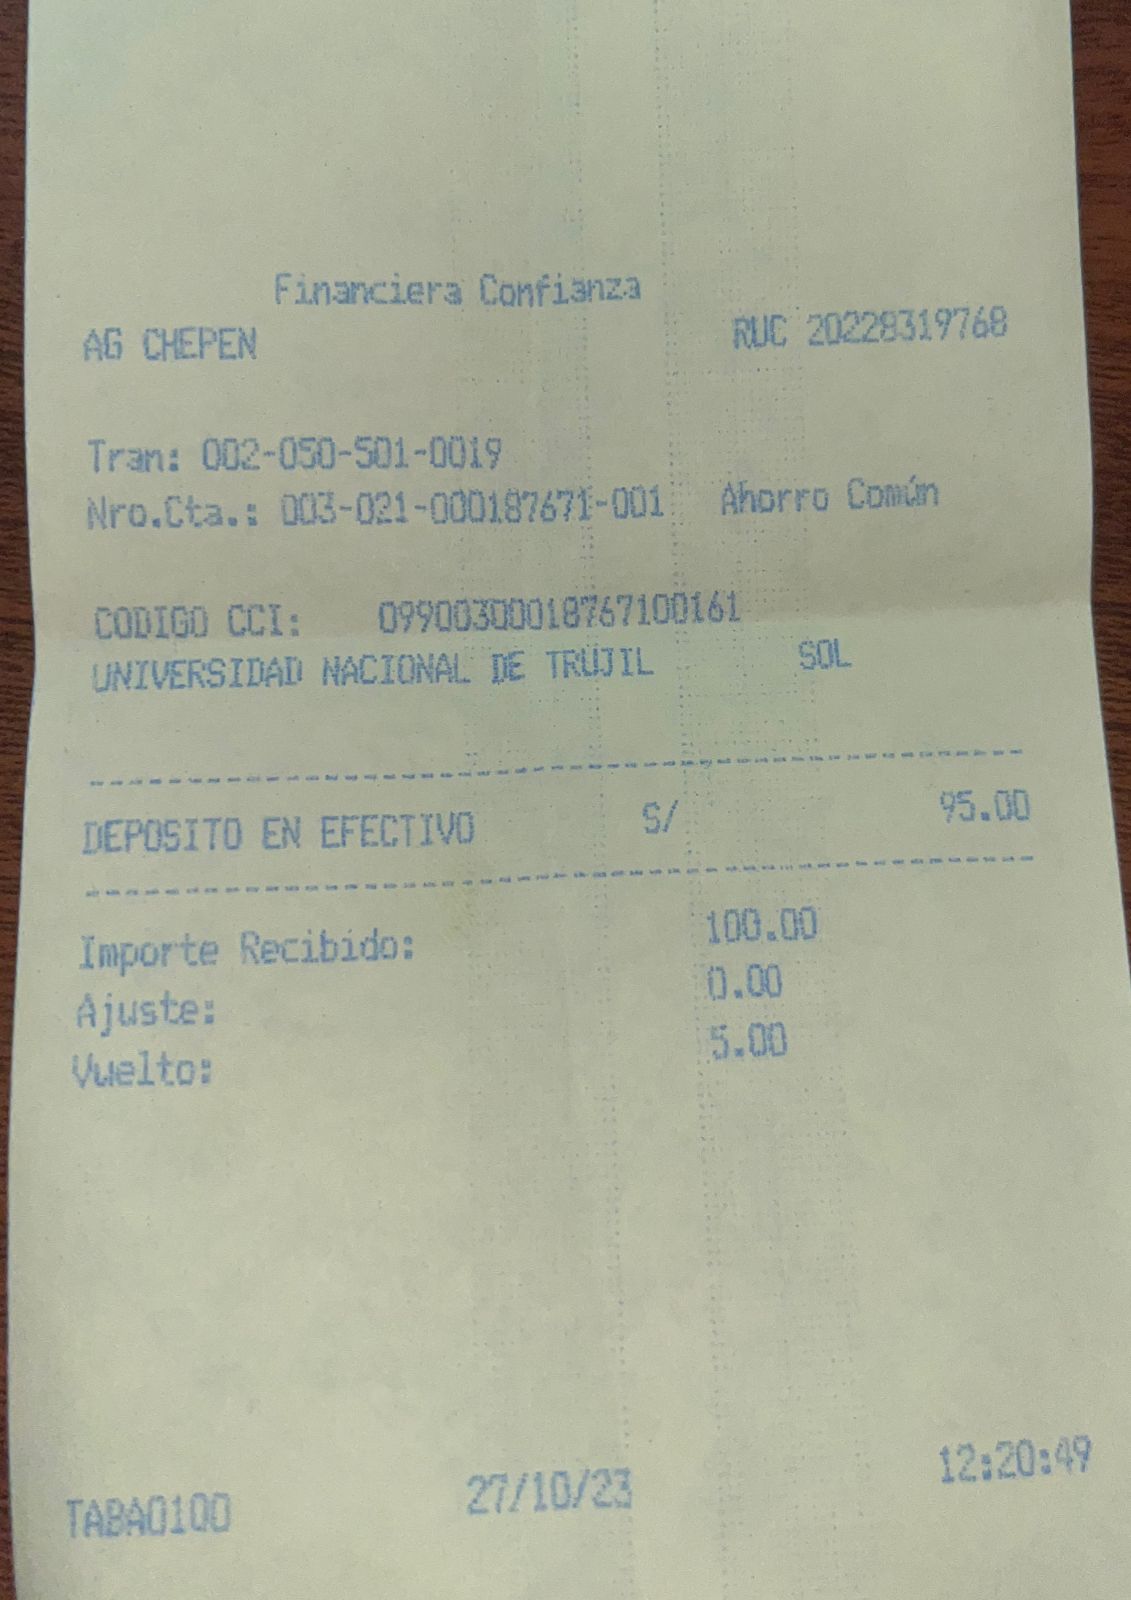 Financiera Confianza
AG CHEPEN RUC 20228319768
Tran: 002-050-501-0019
Nro.Cta.: 003-021-000187671-001 Ahorro Común
CODIGO CCI: 09900300018767100161
UNIVERSIDAD NACIONAL DE TRUJIL SOL
DEPOSITO EN EFECTIVO S/ 95.00
Importe Recibido: 100.00
Ajuste: 0.00
Vuelto: 5.00
TABA0100 27/10/23 12:20:49